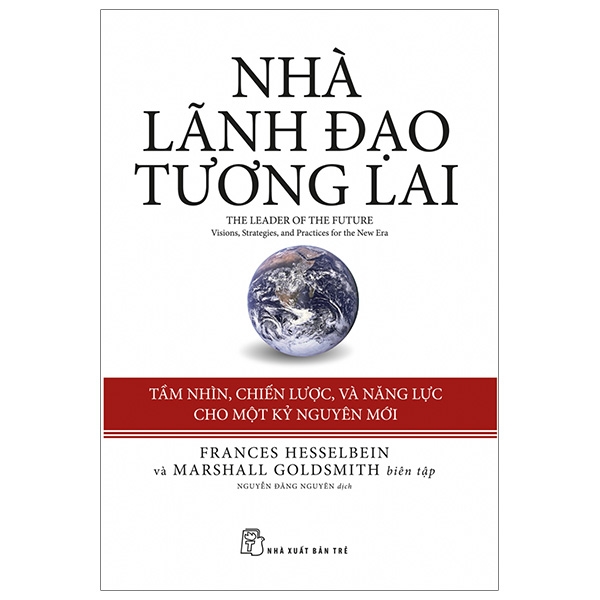 NHÀ
LÃNH ĐẠO
TƯƠNG LAI
THE LEADER OF THE FUTURE
Visions, Strategies, and Practices for the New Era
TẦM NHÌN, CHIẾN LƯỢC, VÀ NĂNG LỰC
CHO MỘT KỶ NGUYÊN MỚI
FRANCES HESSELBEIN
và MARSHALL GOLDSMITH biên tập
NGUYỄN ĐĂNG NGUYÊN dịch
NHÀ XUẤT BẢN TRẺ